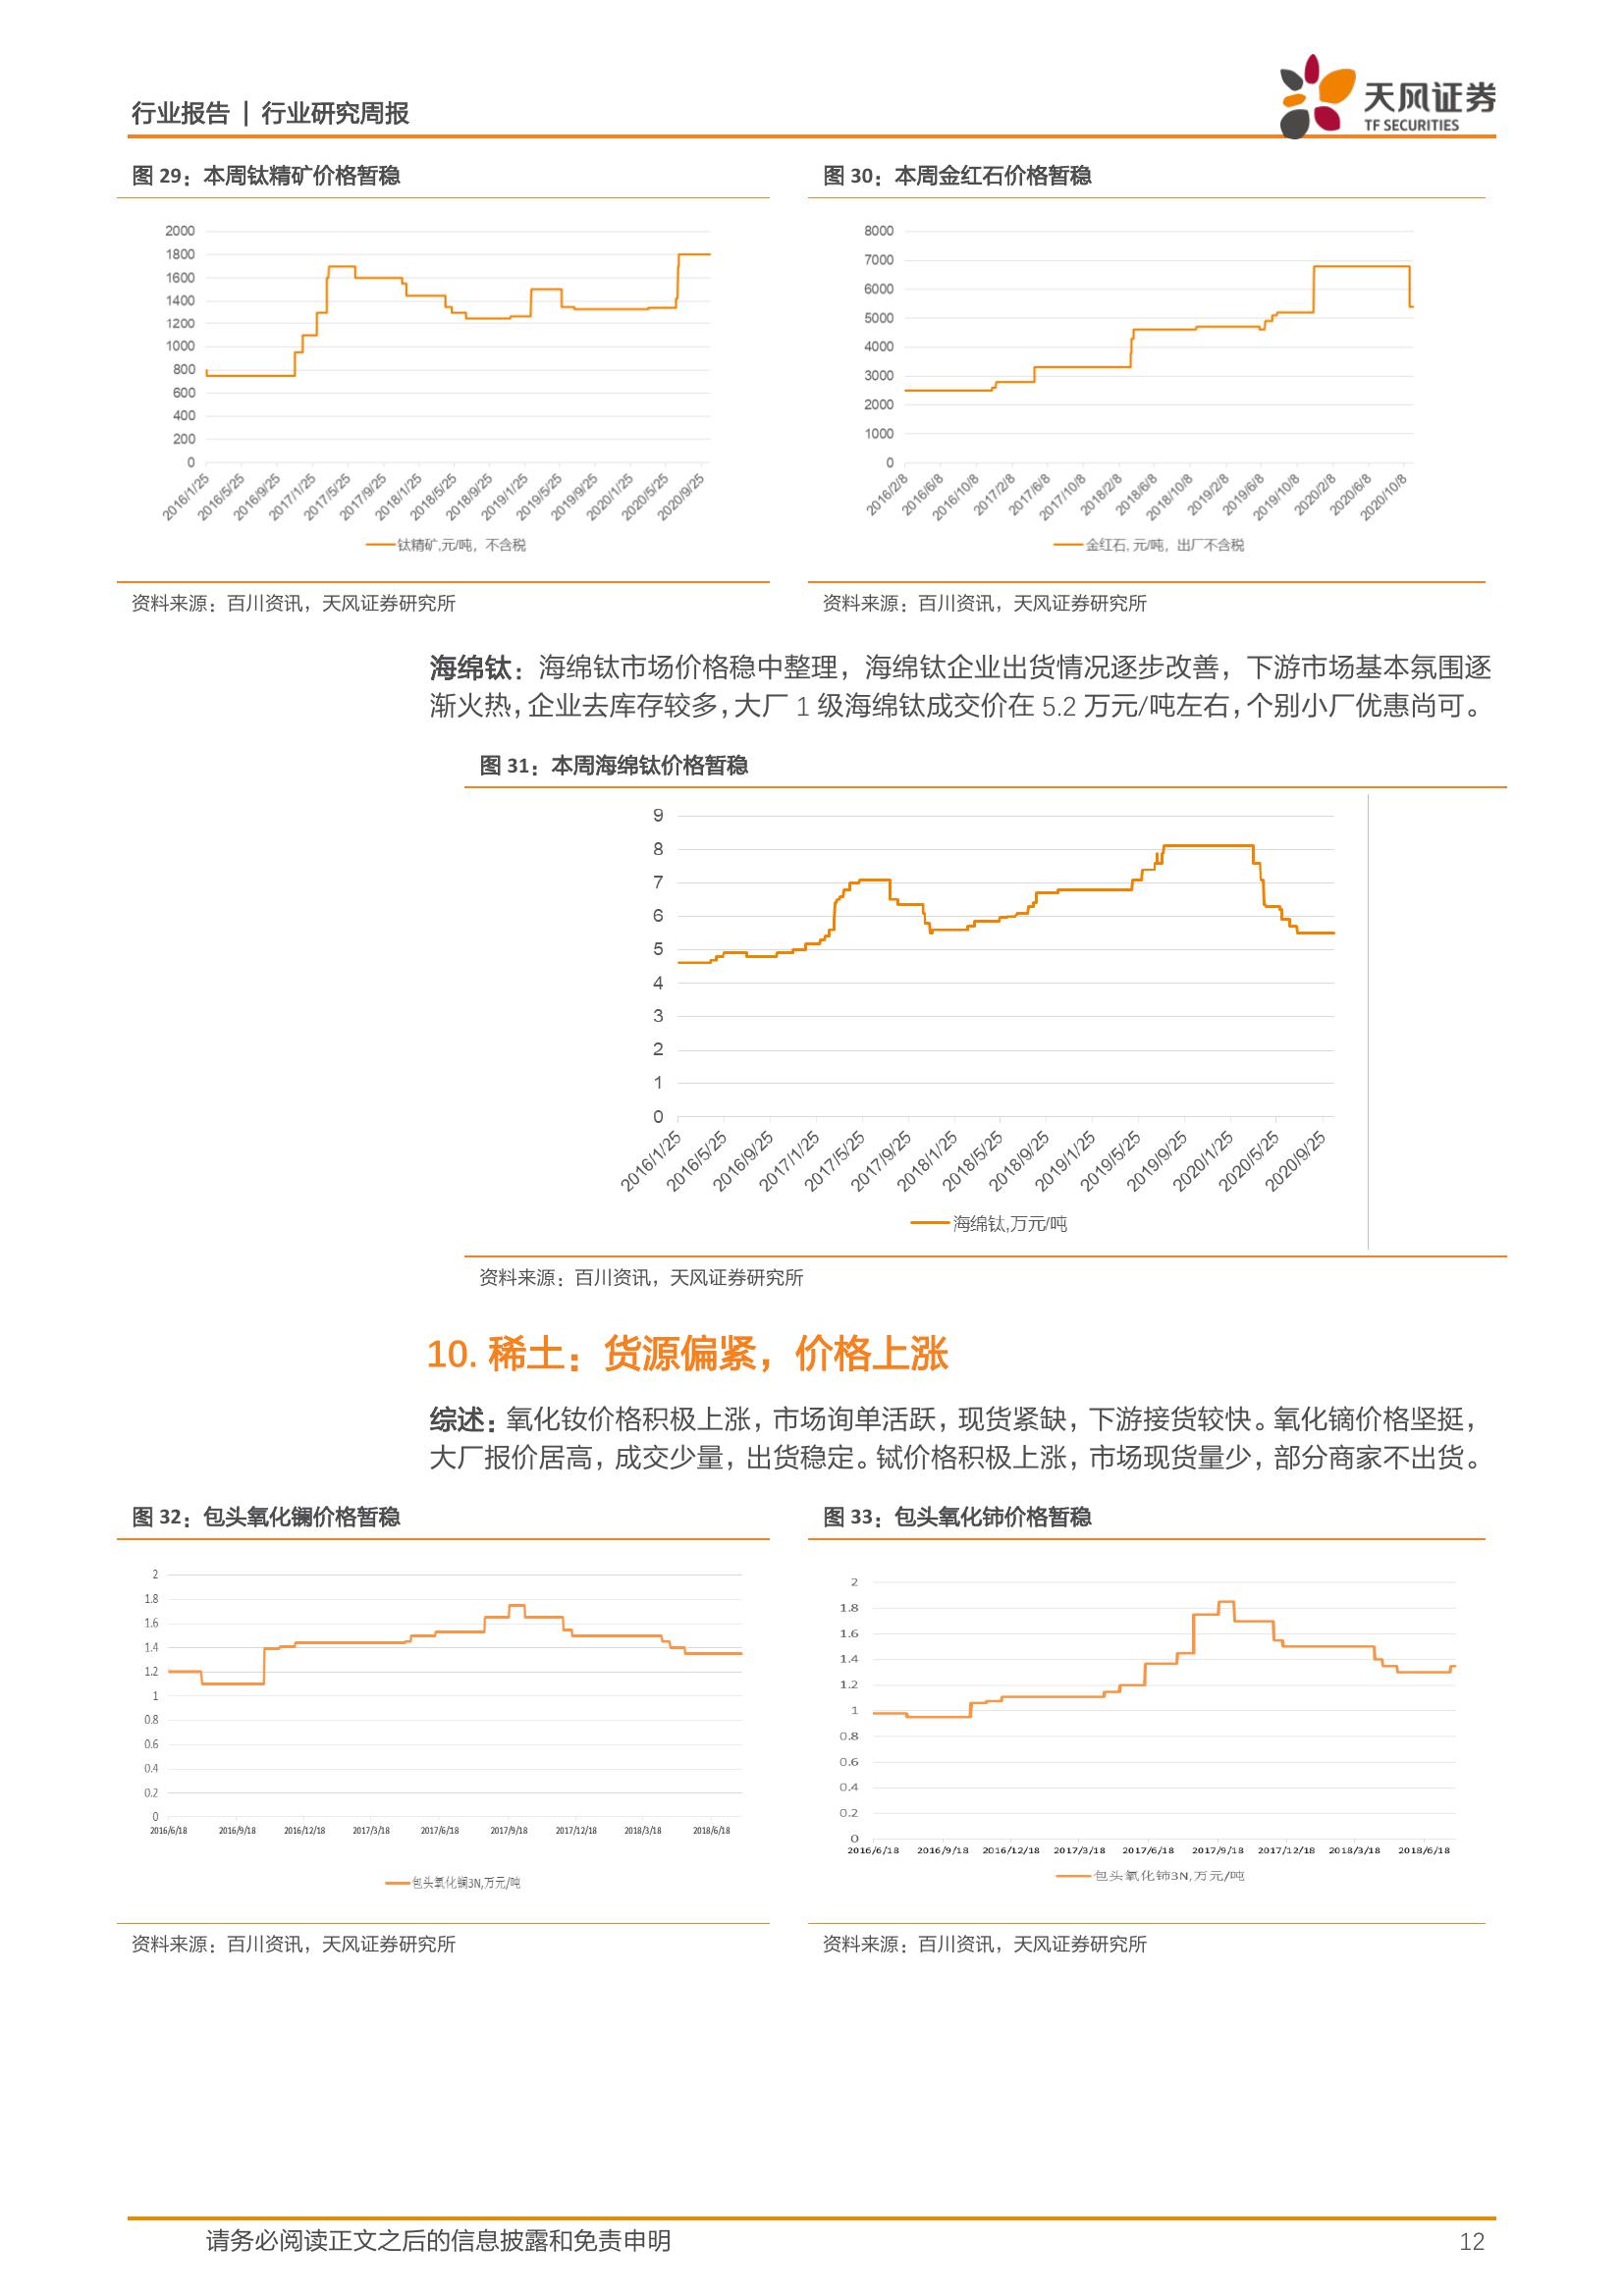 行业报告 | 行业研究周报
天风证券
TF SECURITIES
图 29：本周钛精矿价格暂稳
2000
1800
1600
1400
1200
1000
800
600
400
200
0
2016/1/25 2016/5/25 2016/9/25 2017/1/25 2017/5/25 2017/9/25 2018/1/25 2018/5/25 2018/9/25 2019/1/25 2019/5/25 2019/9/25 2020/1/25 2020/5/25 2020/9/25
钛精矿,元/吨，不含税
资料来源：百川资讯，天风证券研究所
图 30：本周金红石价格暂稳
8000
7000
6000
5000
4000
3000
2000
1000
0
2016/2/8 2016/6/8 2016/10/8 2017/2/8 2017/6/8 2017/10/8 2018/2/8 2018/6/8 2018/10/8 2019/2/8 2019/6/8 2019/10/8 2020/2/8 2020/6/8 2020/10/8
金红石, 元/吨，出厂不含税
资料来源：百川资讯，天风证券研究所
海绵钛：海绵钛市场价格稳中整理，海绵钛企业出货情况逐步改善，下游市场基本氛围逐
渐火热，企业去库存较多，大厂 1 级海绵钛成交价在 5.2 万元/吨左右，个别小厂优惠尚可。
图 31：本周海绵钛价格暂稳
9
8
7
6
5
4
3
2
1
0
2016/1/25 2016/5/25 2016/9/25 2017/1/25 2017/5/25 2017/9/25 2018/1/25 2018/5/25 2018/9/25 2019/1/25 2019/5/25 2019/9/25 2020/1/25 2020/5/25 2020/9/25
海绵钛,万元/吨
资料来源：百川资讯，天风证券研究所
10. 稀土：货源偏紧，价格上涨
综述：氧化钕价格积极上涨，市场询单活跃，现货紧缺，下游接货较快。氧化镝价格坚挺，
大厂报价居高，成交少量，出货稳定。铽价格积极上涨，市场现货量少，部分商家不出货。
图 32：包头氧化镧价格暂稳
2
1.8
1.6
1.4
1.2
1
0.8
0.6
0.4
0.2
0
2016/6/18 2016/9/18 2016/12/18 2017/3/18 2017/6/18 2017/9/18 2017/12/18 2018/3/18 2018/6/18
包头氧化镧3N,万元/吨
资料来源：百川资讯，天风证券研究所
图 33：包头氧化铈价格暂稳
2
1.8
1.6
1.4
1.2
1
0.8
0.6
0.4
0.2
0
2016/6/18 2016/9/18 2016/12/18 2017/3/18 2017/6/18 2017/9/18 2017/12/18 2018/3/18 2018/6/18
包头氧化铈3N,万元/吨
资料来源：百川资讯，天风证券研究所
请务必阅读正文之后的信息披露和免责申明
12